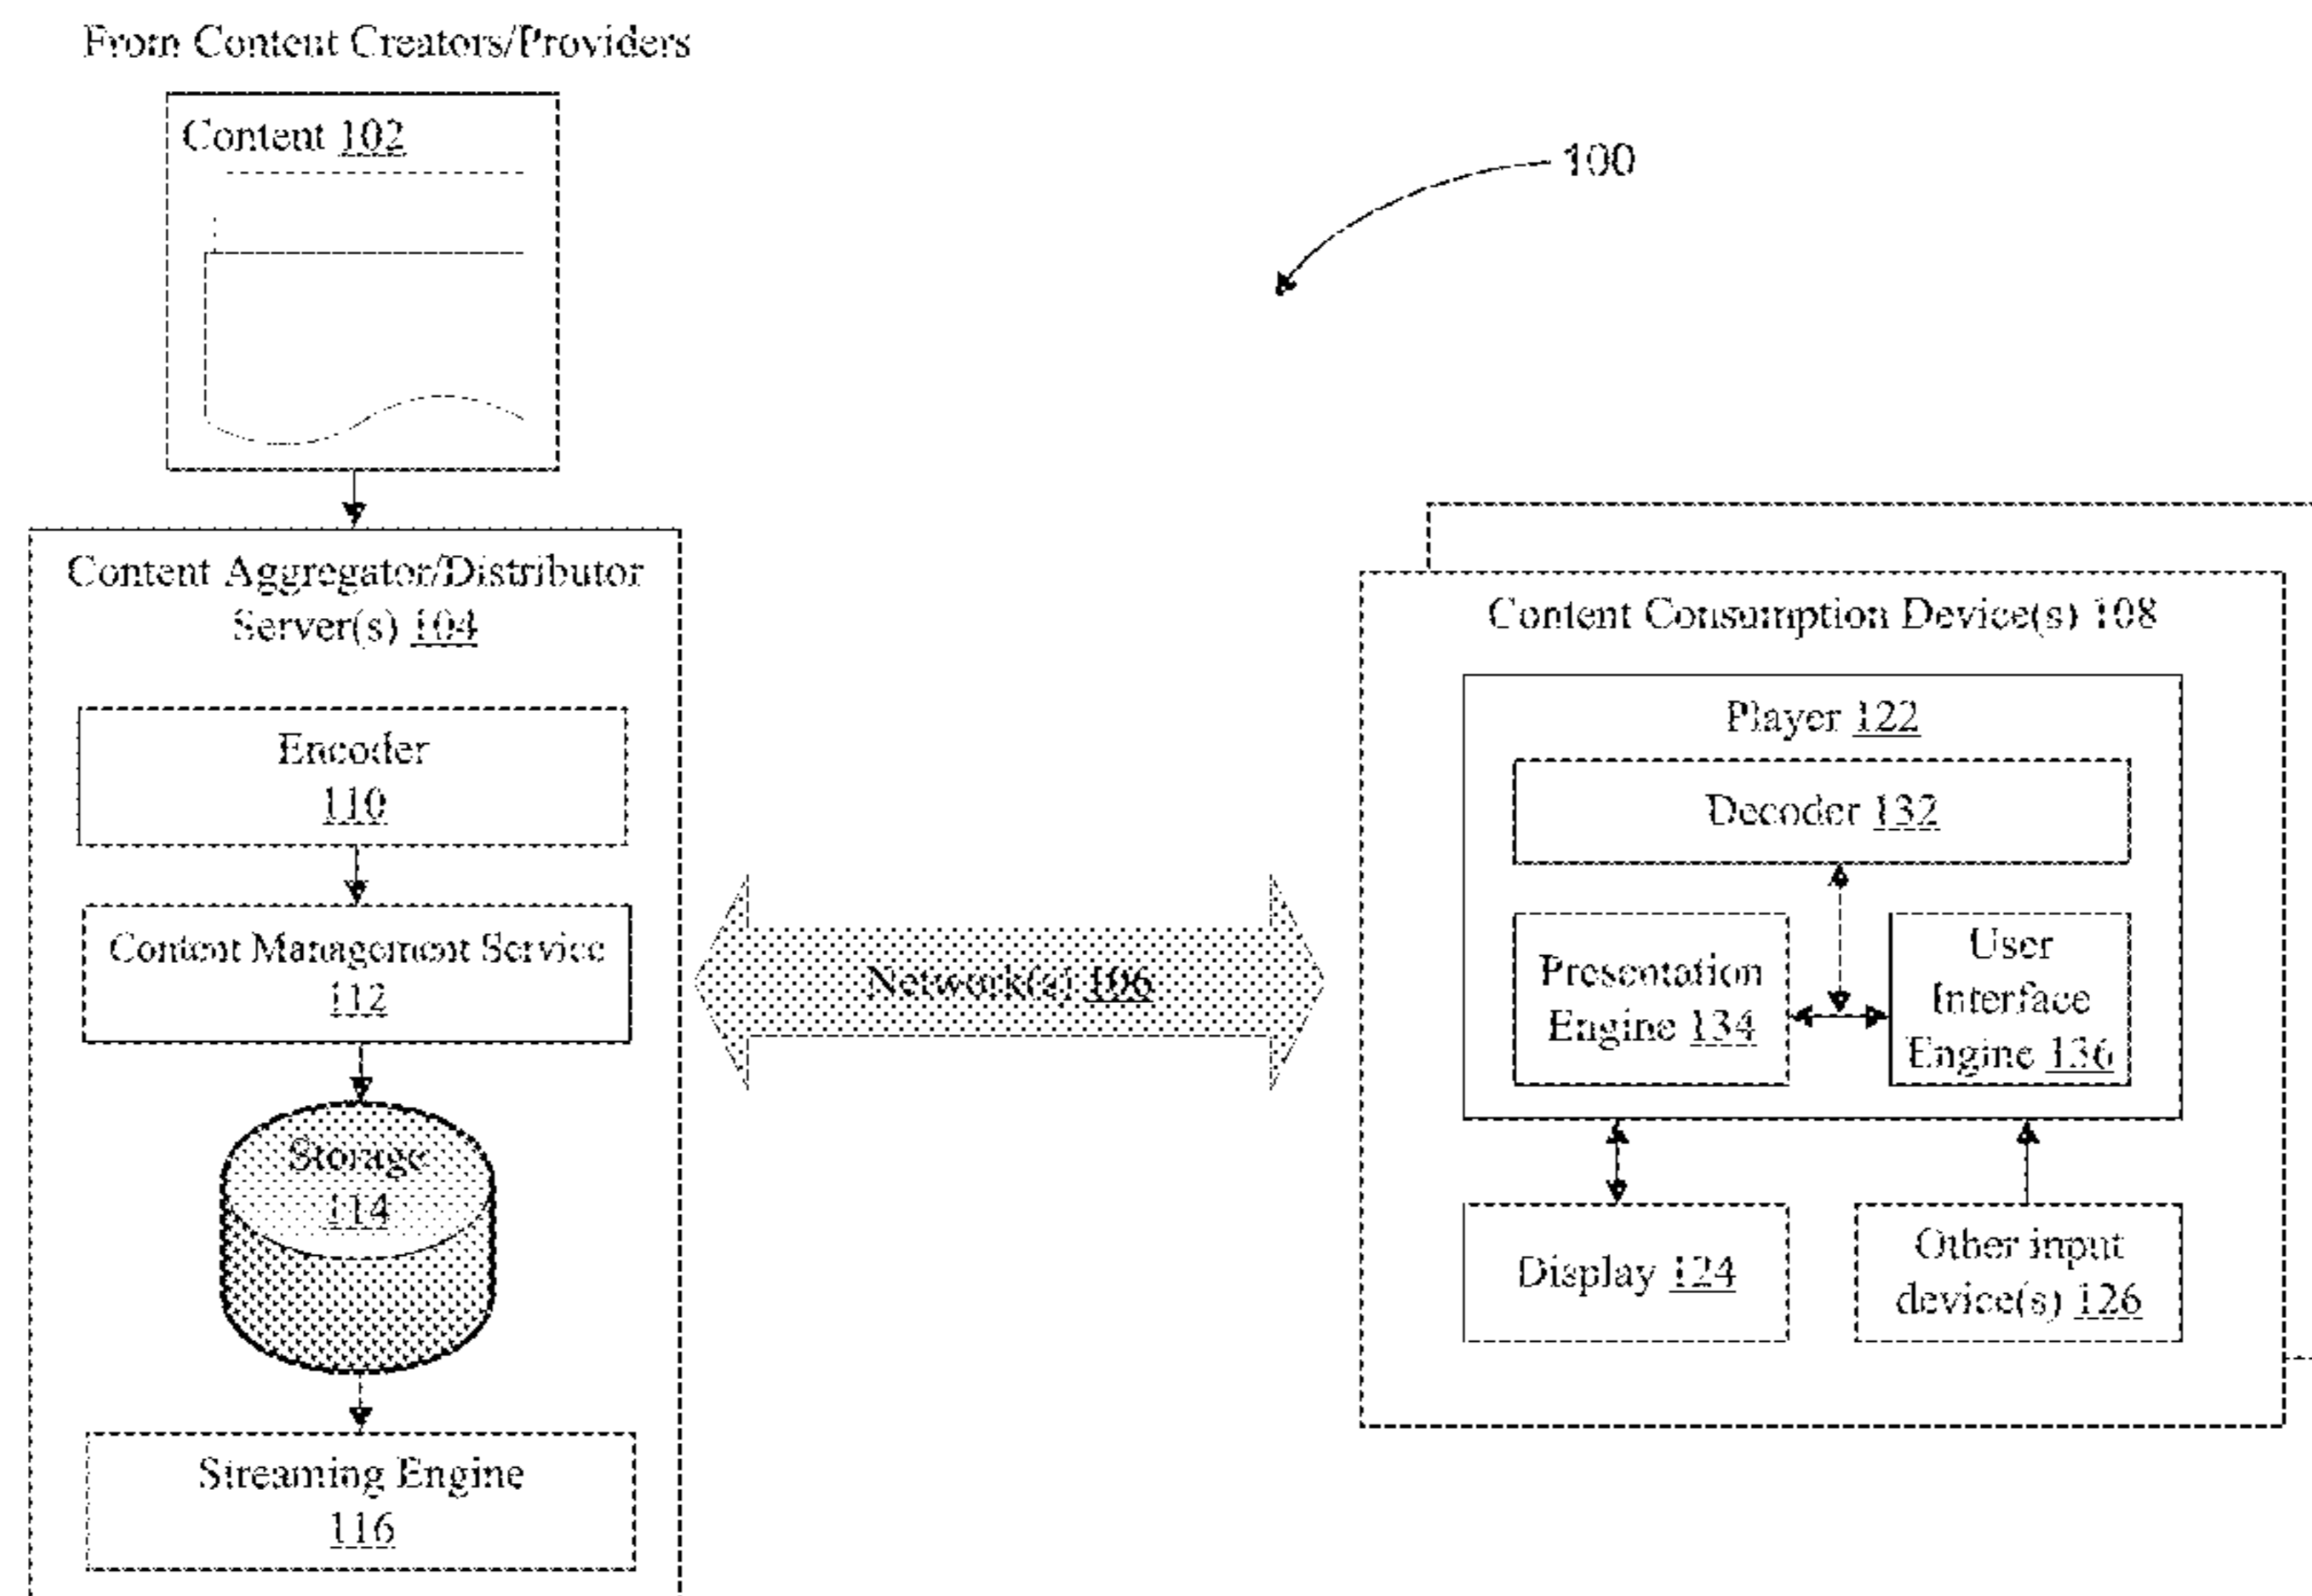 From Content Creators/Providers
Content 102
100
Content Aggregator/Distributor
Server(s) 104
Encoder
110
Content Management Service
112
Storage
114
Streaming Engine
116
Network(s) 106
Content Consumption Device(s) 108
Player 122
Decoder 132
Presentation
Engine 134
User
Interface
Engine 136
Display 124
Other input
device(s) 126